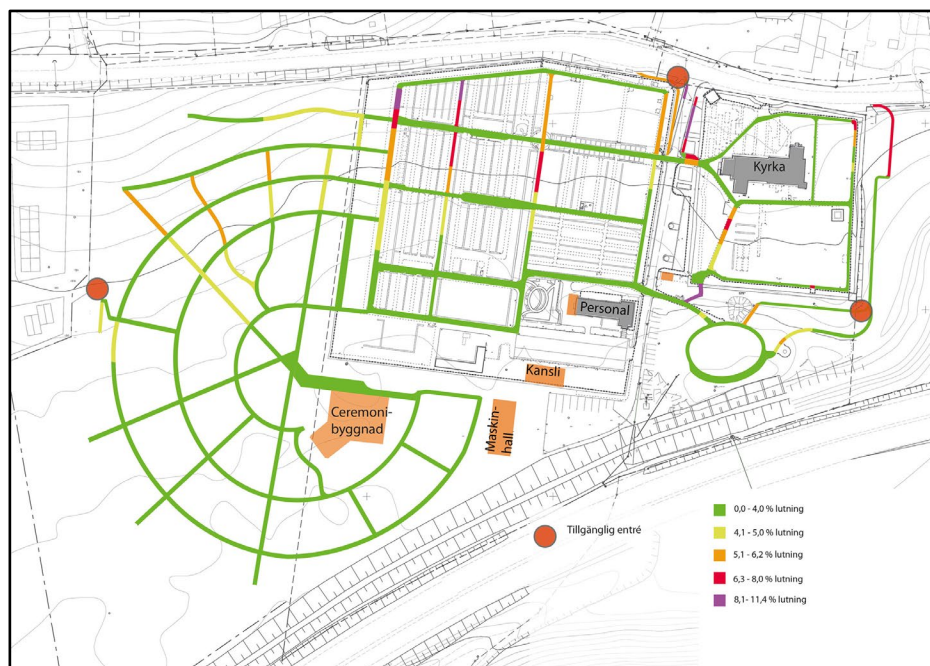 Kyrka
Personal
Kansli
Ceremoni-
byggnad
Maskin-
hall
Tillgänglig entré
0,0 - 4,0 % lutning
4,1 - 5,0 % lutning
5,1 - 6,2 % lutning
6,3 - 8,0 % lutning
8,1- 11,4 % lutning